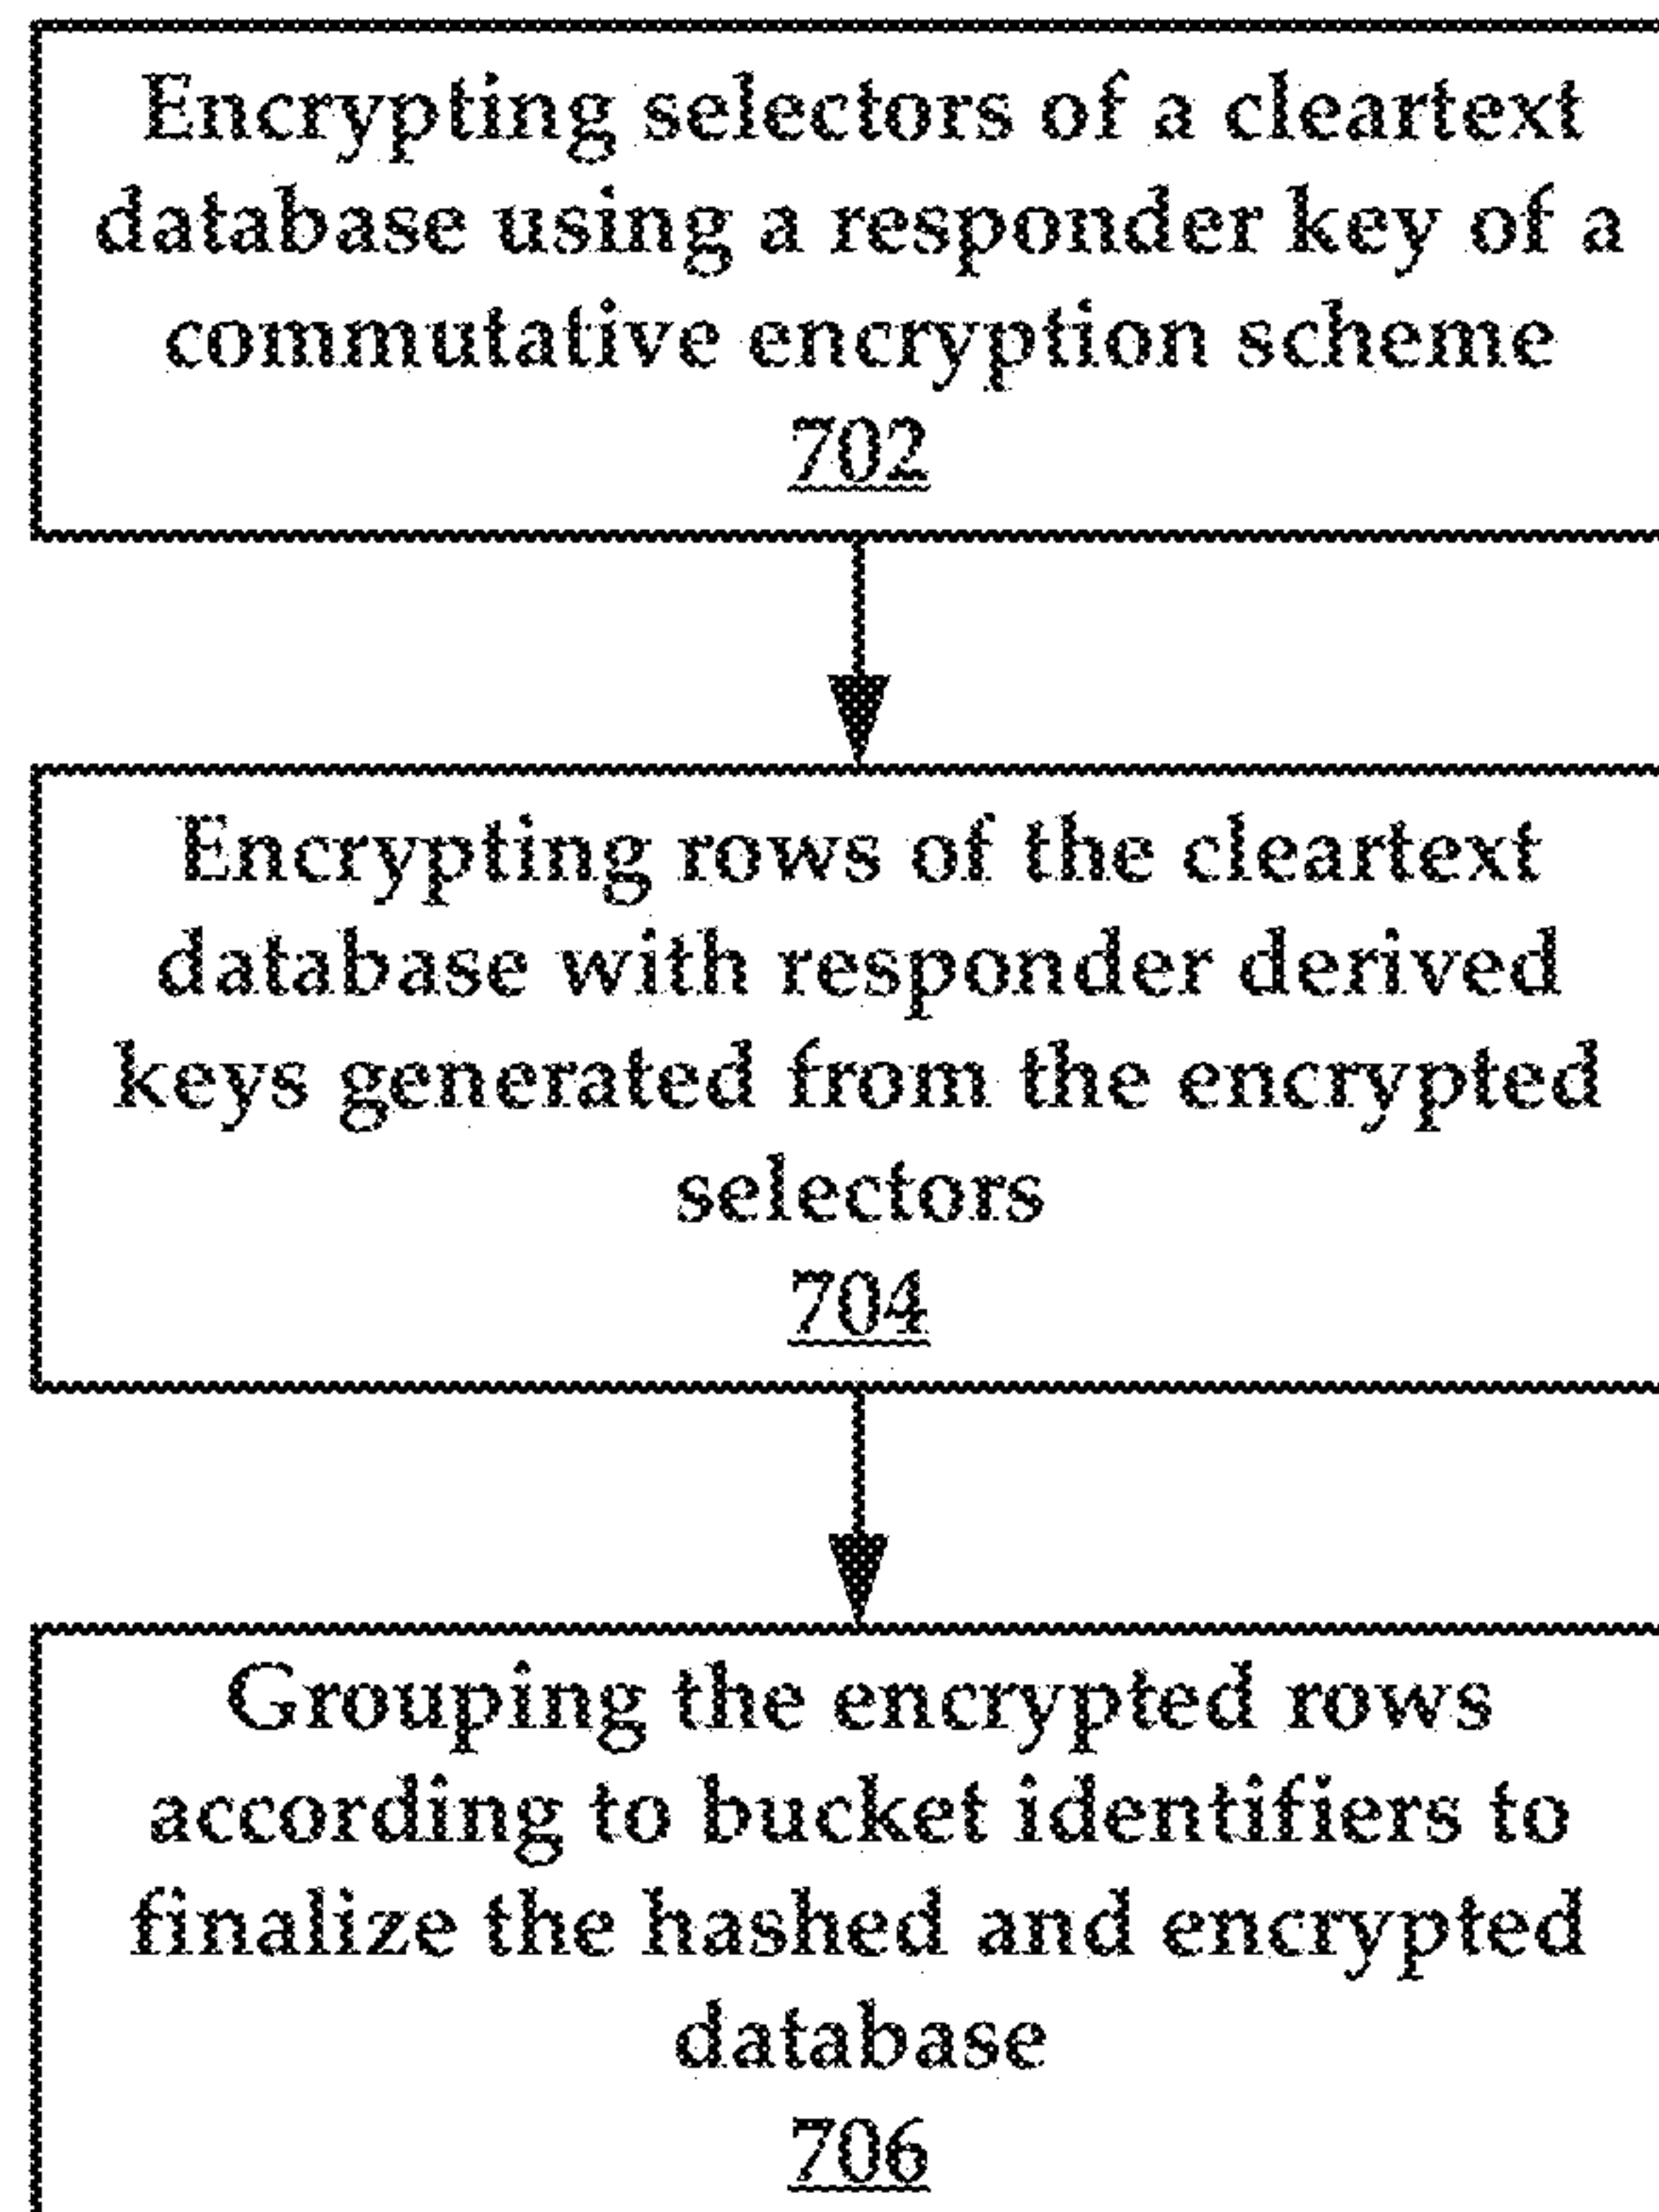 Encrypting selectors of a cleartext
database using a responder key of a
commutative encryption scheme
702
Encrypting rows of the cleartext
database with responder derived
keys generated from the encrypted
selectors
704
Grouping the encrypted rows
according to bucket identifiers to
finalize the hashed and encrypted
database
706